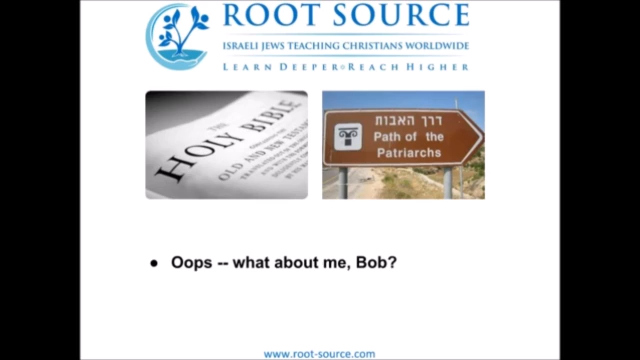 ROOT SOURCE
ISRAELI JEWS TEACHING CHRISTIANS WORLDWIDE
LEARN DEEPER REACH HIGHER
THE
HOLY BIBLE
OLD AND NEW TESTAMENTS
דרך האבות
Path of the
Patriarchs
• Oops -- what about me, Bob?
www.root-source.com